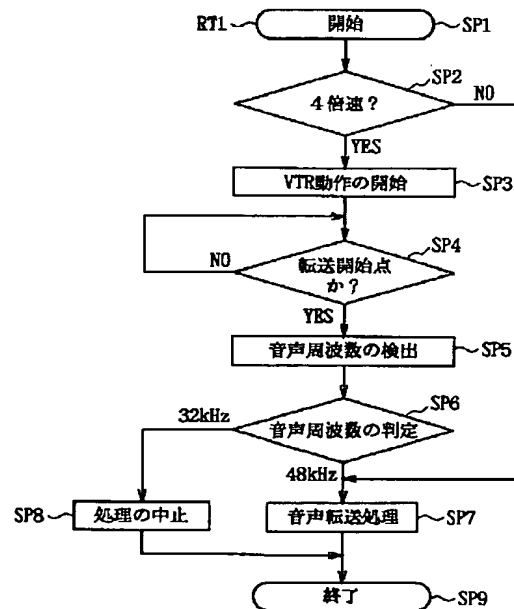 RT1 開始 SP1
SP2
4倍速? NO
YES
VTR動作の開始 SP3
SP4
NO 転送開始点
か?
YES
音声周波数の検出 SP5
SP6
32kHz 音声周波数の判定
48kHz
SP8 処理の中止 音声転送処理 SP7
終了 SP9